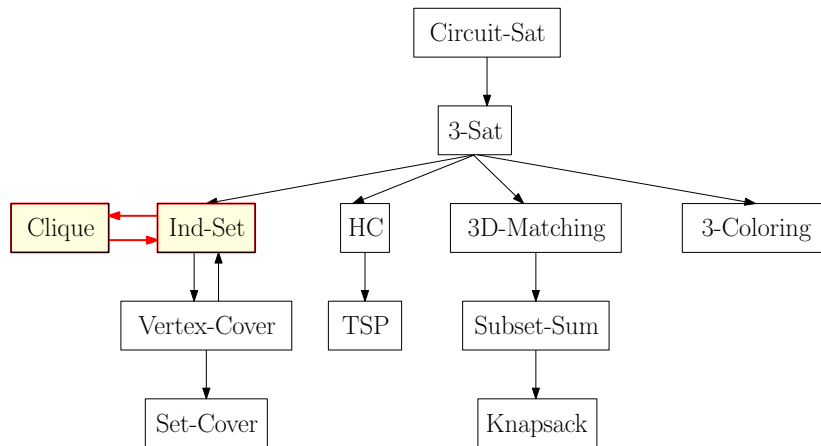 Circuit-Sat
3-Sat
Clique
Ind-Set
HC
3D-Matching
3-Coloring
Vertex-Cover
TSP
Subset-Sum
Set-Cover
Knapsack